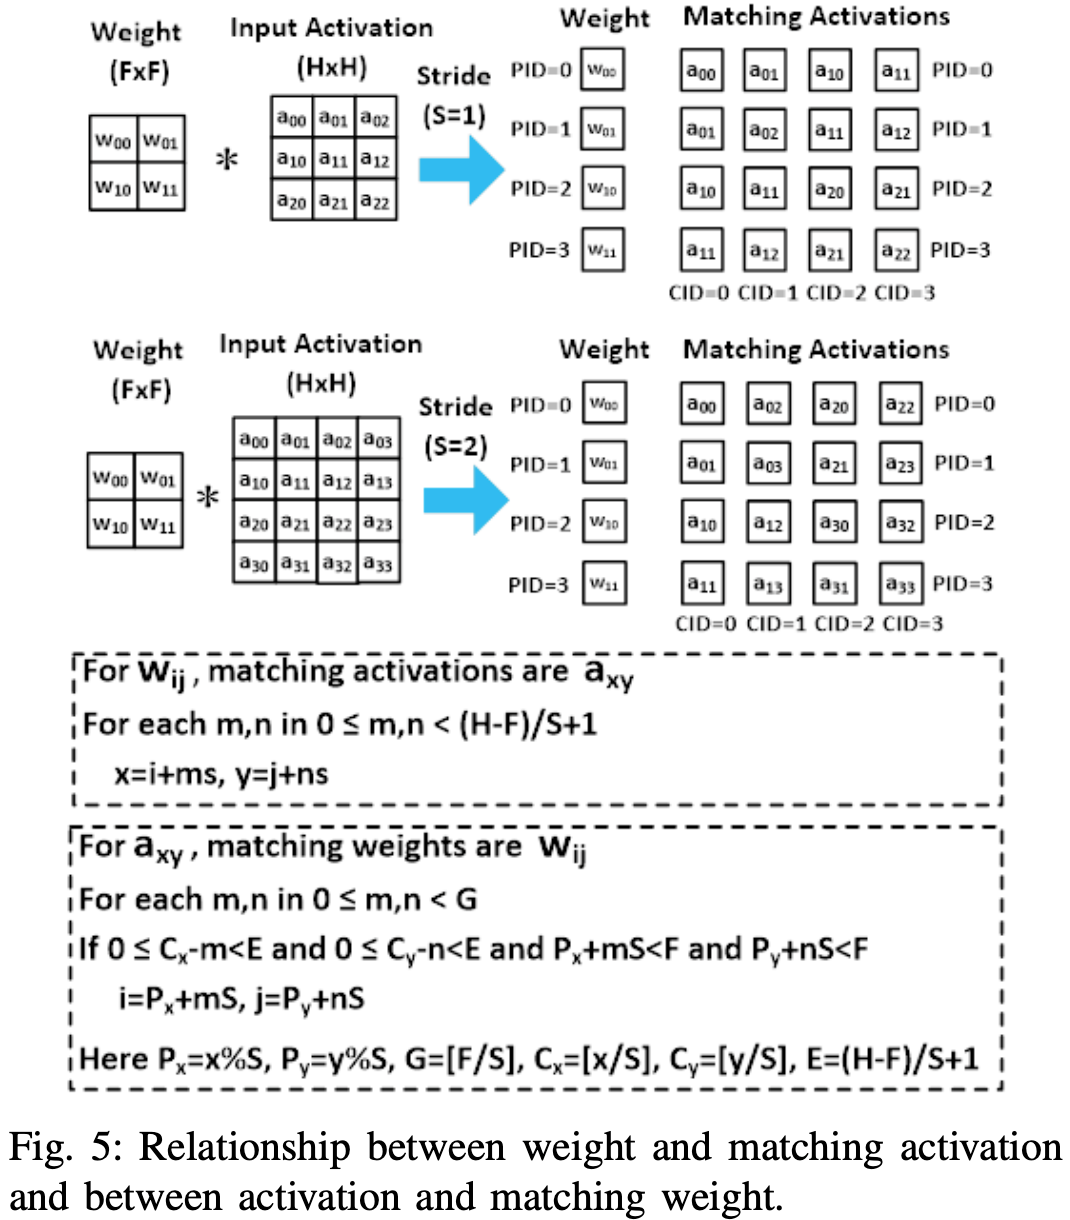 Weight
(FxF)
Input Activation
(HxH)
Stride
(S=1)
Weight
Matching Activations
w00 w01
w10 w11
*
a00 a01 a02
a10 a11 a12
a20 a21 a22
PID=0 w00 a00 a01 a10 a11 PID=0
PID=1 w01 a01 a02 a11 a12 PID=1
PID=2 w10 a10 a11 a20 a21 PID=2
PID=3 w11 a11 a12 a21 a22 PID=3
CID=0 CID=1 CID=2 CID=3
Weight
(FxF)
Input Activation
(HxH)
Stride
(S=2)
Weight
Matching Activations
w00 w01
w10 w11
*
a00 a01 a02 a03
a10 a11 a12 a13
a20 a21 a22 a23
a30 a31 a32 a33
PID=0 w00 a00 a02 a20 a22 PID=0
PID=1 w01 a01 a03 a21 a23 PID=1
PID=2 w10 a10 a12 a30 a32 PID=2
PID=3 w11 a11 a13 a31 a33 PID=3
CID=0 CID=1 CID=2 CID=3
For wij , matching activations are axy
For each m,n in 0 ≤ m,n < (H-F)/S+1
x=i+ms, y=j+ns
For axy , matching weights are wij
For each m,n in 0 ≤ m,n < G
If 0 ≤ Cx-m<E and 0 ≤ Cy-n<E and Px+mS<F and Py+nS<F
i=Px+mS, j=Py+nS
Here Px=x%S, Py=y%S, G=[F/S], Cx=[x/S], Cy=[y/S], E=(H-F)/S+1
Fig. 5: Relationship between weight and matching activation
and between activation and matching weight.